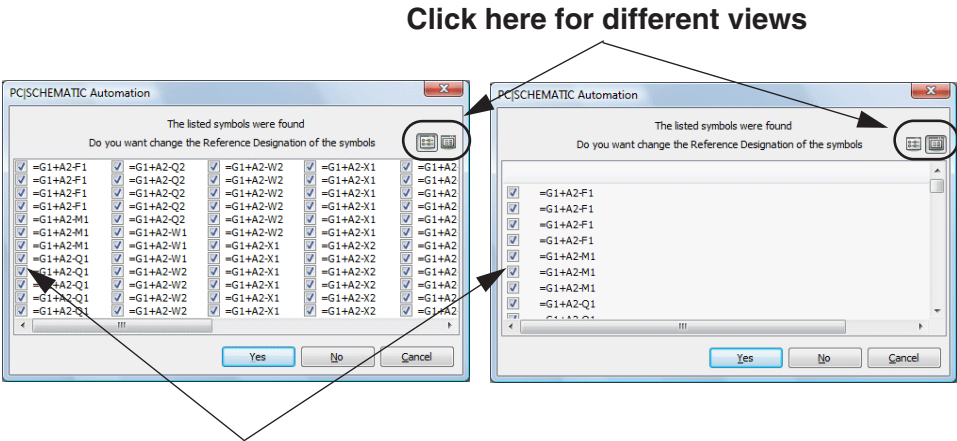 Click here for different views
PC|SCHEMATIC Automation
The listed symbols were found
Do you want change the Reference Designation of the symbols
=G1+A2-F1 =G1+A2-Q2 =G1+A2-W2 =G1+A2-X1 =G1+A2
=G1+A2-F1 =G1+A2-Q2 =G1+A2-W2 =G1+A2-X1 =G1+A2
=G1+A2-F1 =G1+A2-Q2 =G1+A2-W2 =G1+A2-X1 =G1+A2
=G1+A2-F1 =G1+A2-Q2 =G1+A2-W2 =G1+A2-X1 =G1+A2
=G1+A2-M1 =G1+A2-Q2 =G1+A2-W2 =G1+A2-X1 =G1+A2
=G1+A2-M1 =G1+A2-W1 =G1+A2-W2 =G1+A2-X1 =G1+A2
=G1+A2-M1 =G1+A2-W1 =G1+A2-X1 =G1+A2-X2 =G1+A2
=G1+A2-Q1 =G1+A2-W1 =G1+A2-X1 =G1+A2-X2 =G1+A2
=G1+A2-Q1 =G1+A2-W2 =G1+A2-X1 =G1+A2-X2 =G1+A2
=G1+A2-Q1 =G1+A2-W2 =G1+A2-X1 =G1+A2-X2 =G1+A2
=G1+A2-Q1 =G1+A2-W2 =G1+A2-X1 =G1+A2-X2 =G1+A2
=G1+A2-Q1 =G1+A2-W2 =G1+A2-X1 =G1+A2-X2 =G1+A2
Yes No Cancel
PC|SCHEMATIC Automation
The listed symbols were found
Do you want change the Reference Designation of the symbols
=G1+A2-F1
=G1+A2-F1
=G1+A2-F1
=G1+A2-F1
=G1+A2-M1
=G1+A2-M1
=G1+A2-M1
=G1+A2-Q1
=G1+A2-Q1
Yes No Cancel